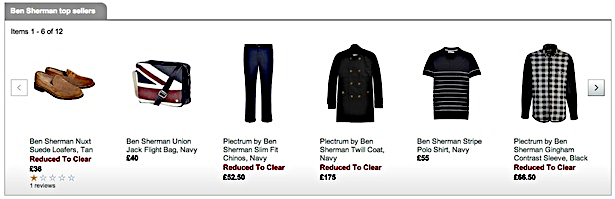 Ben Sherman top sellers
Items 1 - 6 of 12
Ben Sherman Nuxt
Suede Loafers, Tan
Reduced To Clear
£36
1 reviews
Ben Sherman Union
Jack Flight Bag, Navy
£40
Plectrum by Ben
Sherman Slim Fit
Chinos, Navy
Reduced To Clear
£52.50
Plectrum by Ben
Sherman Twill Coat,
Navy
Reduced To Clear
£175
Ben Sherman Stripe
Polo Shirt, Navy
£55
Plectrum by Ben
Sherman Gingham
Contrast Sleeve, Black
Reduced To Clear
£66.50